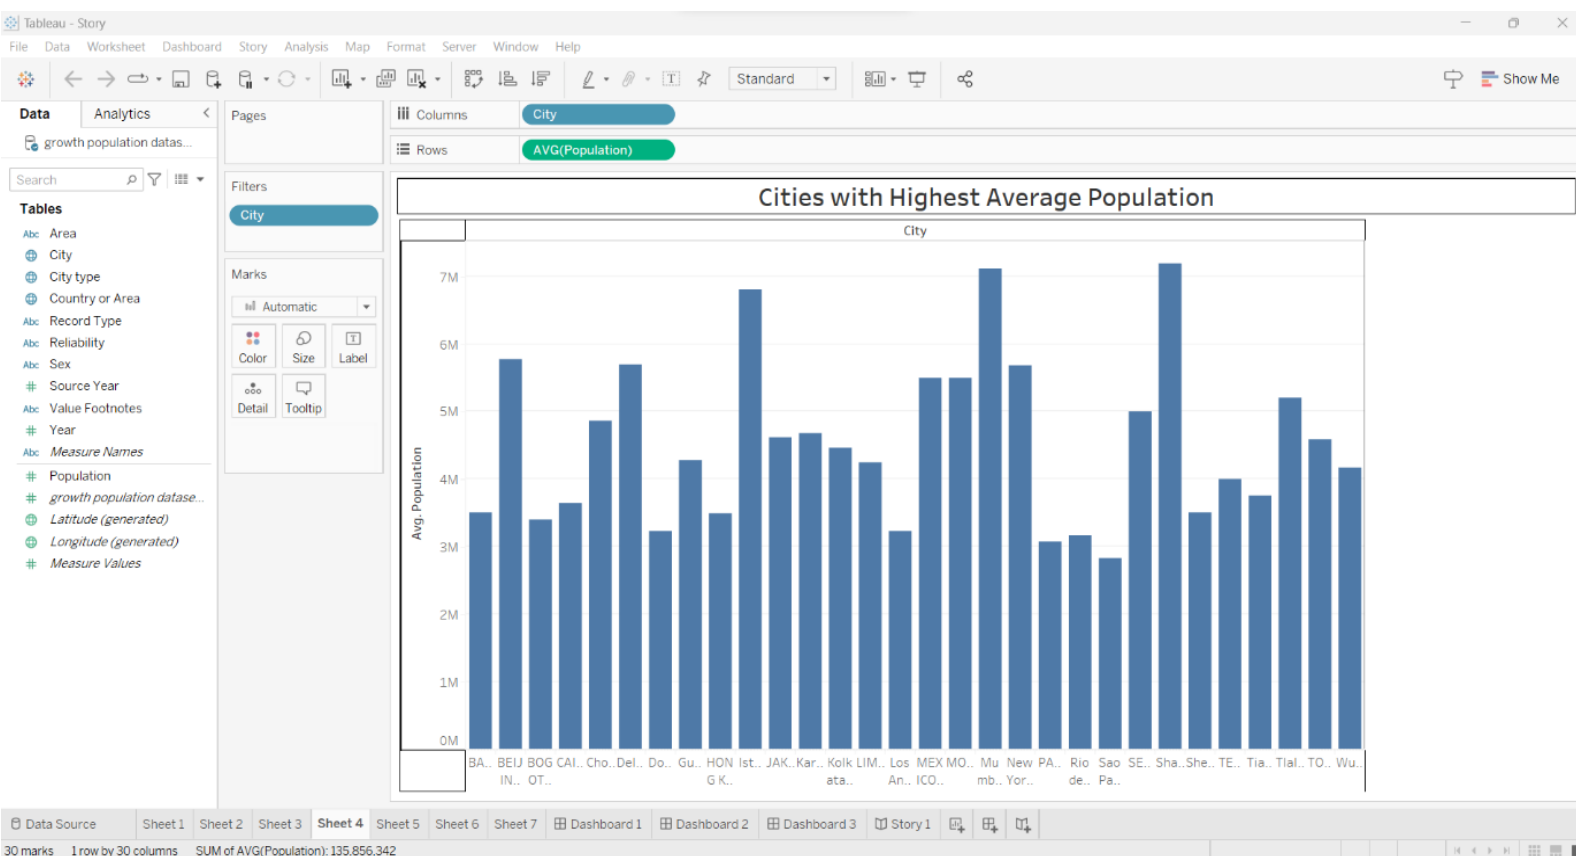 Tableau - Story
File Data Worksheet Dashboard Story Analysis Map Format Server Window Help
Standard
Show Me
Data Analytics
growth population datas...
Search
Tables
Abc Area
City
City type
Country or Area
Abc Record Type
Abc Reliability
Abc Sex
# Source Year
Abc Value Footnotes
# Year
Abc Measure Names
# Population
# growth population datase...
Latitude (generated)
Longitude (generated)
# Measure Values
Pages
Filters
City
Marks
Automatic
Color Size Label
Detail Tooltip
Columns City
Rows AVG(Population)
Cities with Highest Average Population
City
Avg. Population
7M
6M
5M
4M
3M
2M
1M
0M
BA.. BEIJ BOG CAI.. Cho.. Del.. Do.. Gu.. HON Ist.. JAK.. Kar.. Kolk LIM.. Los MEX MO.. Mu New PA.. Rio Sao SE.. Sha.. She.. TE.. Tia.. Tlal.. TO.. Wu..
IN.. OT.. G K.. ata.. An.. ICO.. mb.. Yor.. de.. Pa..
Data Source Sheet 1 Sheet 2 Sheet 3 Sheet 4 Sheet 5 Sheet 6 Sheet 7 Dashboard 1 Dashboard 2 Dashboard 3 Story 1
30 marks 1 row by 30 columns SUM of AVG(Population): 135,856,342